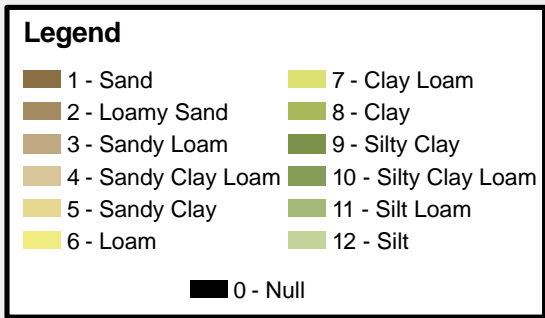 Legend
1 - Sand
2 - Loamy Sand
3 - Sandy Loam
4 - Sandy Clay Loam
5 - Sandy Clay
6 - Loam
7 - Clay Loam
8 - Clay
9 - Silty Clay
10 - Silty Clay Loam
11 - Silt Loam
12 - Silt
0 - Null